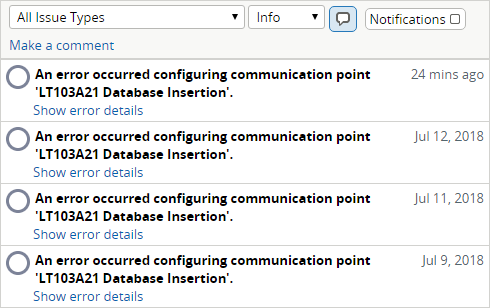 All Issue Types Info Notifications
Make a comment
An error occurred configuring communication point 24 mins ago
'LT103A21 Database Insertion'.
Show error details
An error occurred configuring communication point Jul 12, 2018
'LT103A21 Database Insertion'.
Show error details
An error occurred configuring communication point Jul 11, 2018
'LT103A21 Database Insertion'.
Show error details
An error occurred configuring communication point Jul 9, 2018
'LT103A21 Database Insertion'.
Show error details